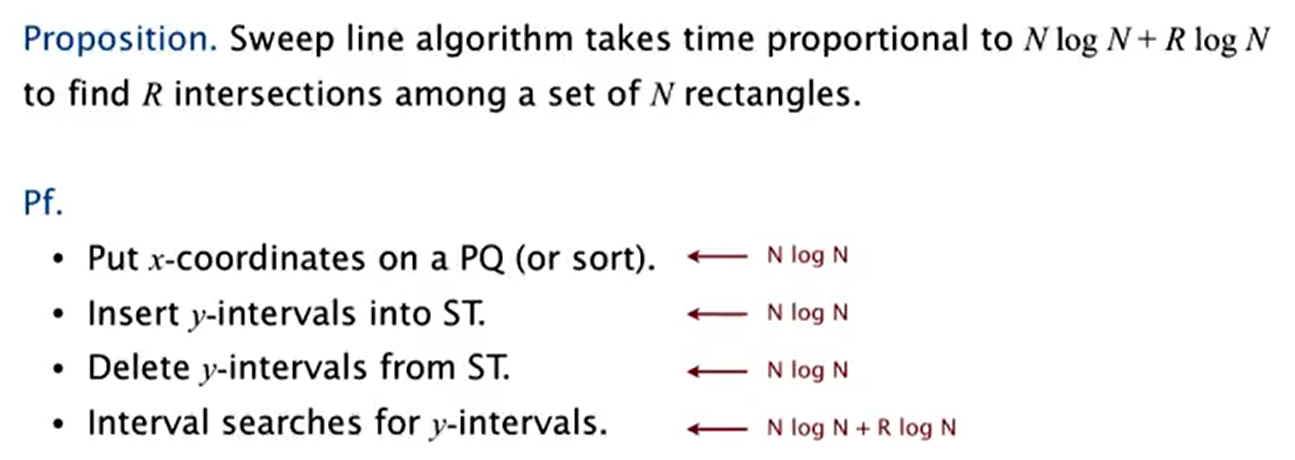 Proposition. Sweep line algorithm takes time proportional to N log N + R log N
to find R intersections among a set of N rectangles.
Pf.
• Put x-coordinates on a PQ (or sort). ← N log N
• Insert y-intervals into ST. ← N log N
• Delete y-intervals from ST. ← N log N
• Interval searches for y-intervals. ← N log N + R log N